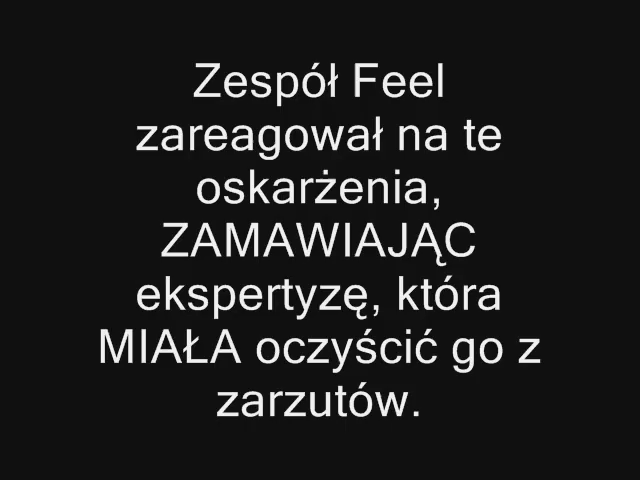 Zespół Feel
zareagował na te
oskarżenia,
ZAMAWIAJĄC
ekspertyzę, która
MIAŁA oczyścić go z
zarzutów.